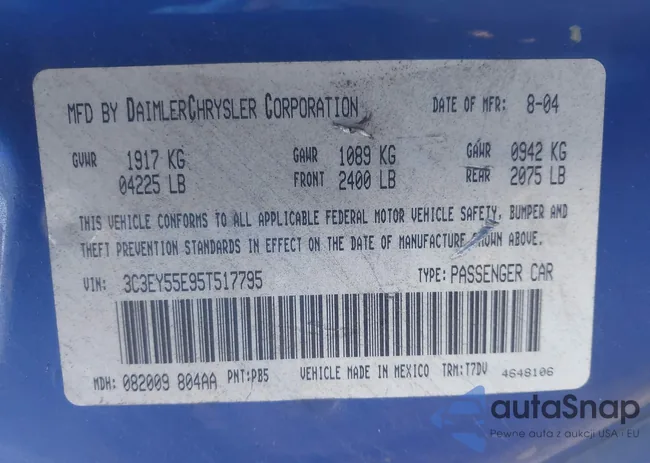 MFD BY DAIMLERCHRYSLER CORPORATION DATE OF MFR: 8-04
GVWR 1917 KG GAWR 1089 KG GAWR 0942 KG
04225 LB FRONT 2400 LB REAR 2075 LB
THIS VEHICLE CONFORMS TO ALL APPLICABLE FEDERAL MOTOR VEHICLE SAFETY, BUMPER AND
THEFT PREVENTION STANDARDS IN EFFECT ON THE DATE OF MANUFACTURE SHOWN ABOVE.
VIN: 3C3EY55E95T517795 TYPE: PASSENGER CAR
MDH: 082009 804AA PNT:PB5 VEHICLE MADE IN MEXICO TRM:T7DV 4648106
autaSnap
Pewne auta z aukcji USA i EU